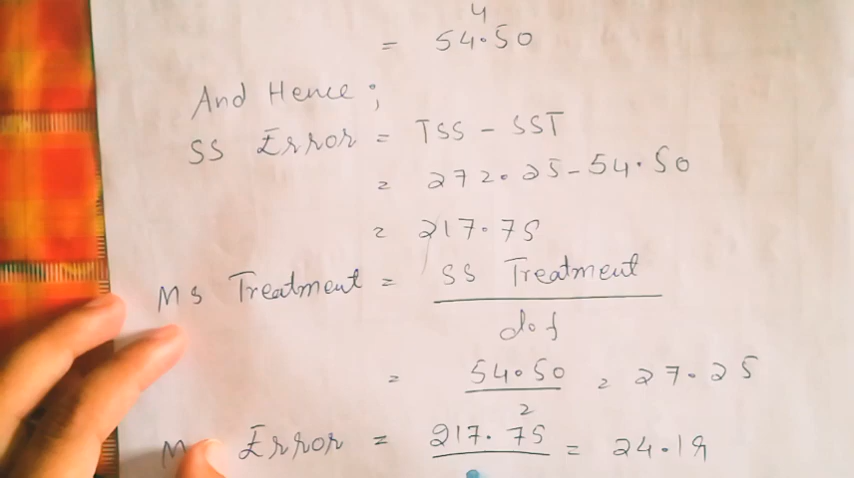 4
= 54.50
And Hence;
SS Error = TSS - SST
= 272.25-54.50
= 217.75
MS Treatment = SS Treatment
d.of
= 54.50 = 27.25
2
M Error = 217.75 = 24.19